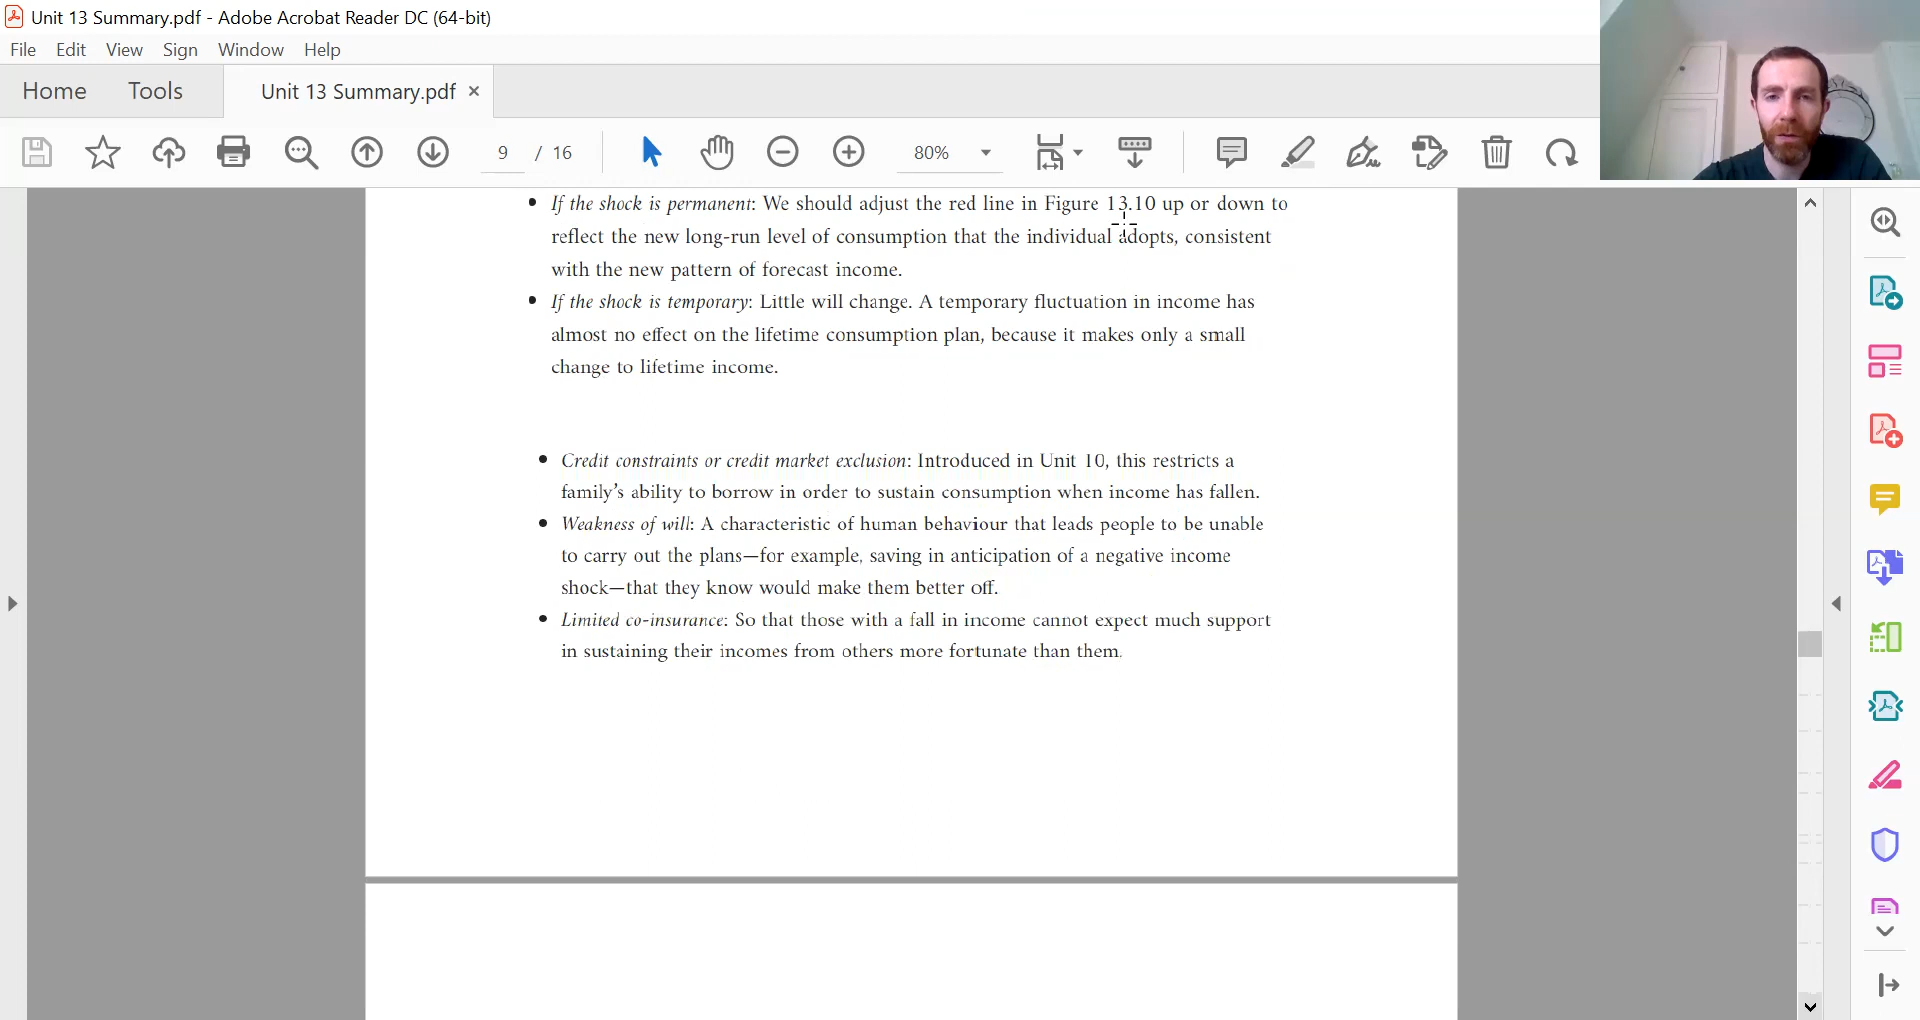 Unit 13 Summary.pdf - Adobe Acrobat Reader DC (64-bit)
File Edit View Sign Window Help
Home Tools Unit 13 Summary.pdf ×
9 / 16 80%
• If the shock is permanent: We should adjust the red line in Figure 13.10 up or down to
reflect the new long-run level of consumption that the individual adopts, consistent
with the new pattern of forecast income.
• If the shock is temporary: Little will change. A temporary fluctuation in income has
almost no effect on the lifetime consumption plan, because it makes only a small
change to lifetime income.
• Credit constraints or credit market exclusion: Introduced in Unit 10, this restricts a
family’s ability to borrow in order to sustain consumption when income has fallen.
• Weakness of will: A characteristic of human behaviour that leads people to be unable
to carry out the plans—for example, saving in anticipation of a negative income
shock—that they know would make them better off.
• Limited co-insurance: So that those with a fall in income cannot expect much support
in sustaining their incomes from others more fortunate than them.